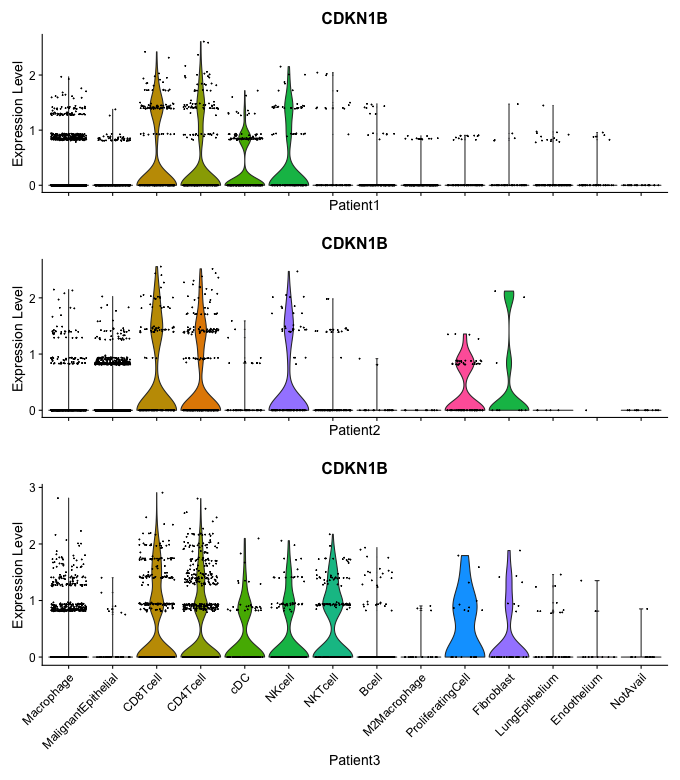 CDKN1B
Expression Level
2
1
0
Patient1
CDKN1B
Expression Level
2
1
0
Patient2
CDKN1B
Expression Level
3
2
1
0
Macrophage
MalignantEpithelial
CD8Tcell
CD4Tcell
cDC
NKcell
NKTcell
Bcell
M2Macrophage
ProliferatingCell
Fibroblast
LungEpithelium
Endothelium
NotAvail
Patient3